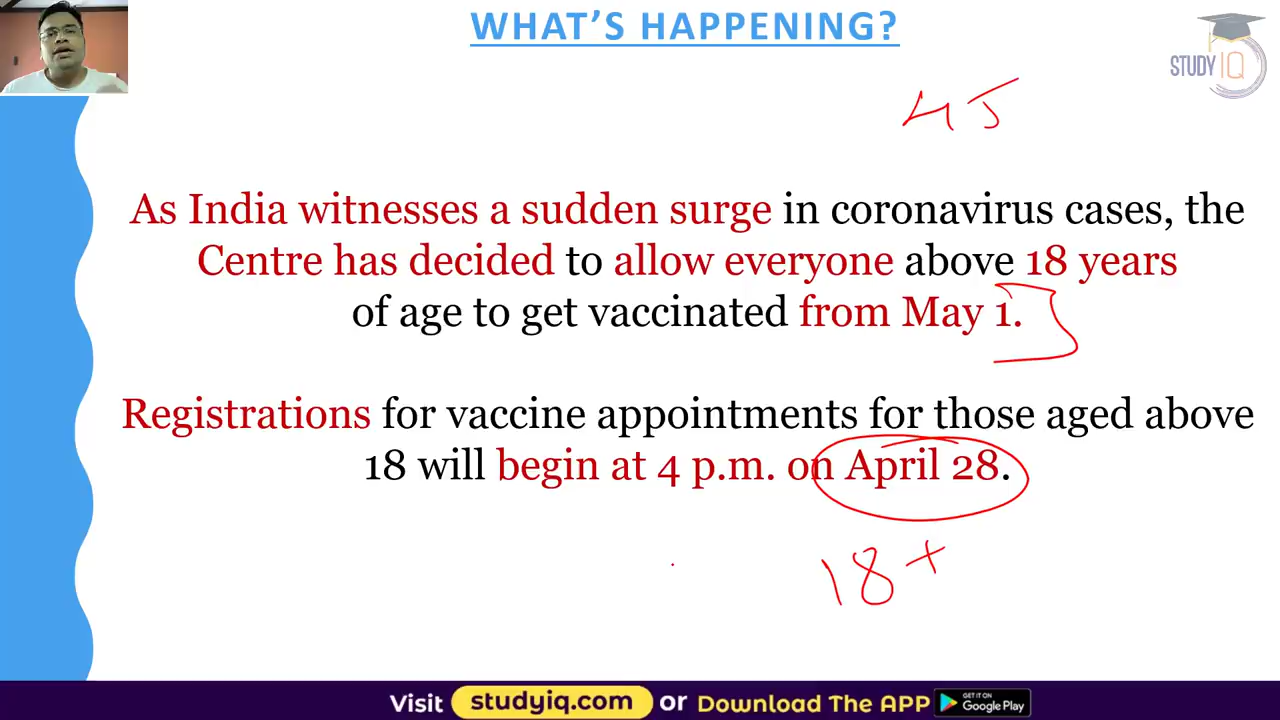 WHAT'S HAPPENING?
STUDY IQ
45
As India witnesses a sudden surge in coronavirus cases, the
Centre has decided to allow everyone above 18 years
of age to get vaccinated from May 1.
Registrations for vaccine appointments for those aged above
18 will begin at 4 p.m. on April 28.
18+
Visit studyiq.com or Download The APP GET IT ON Google Play